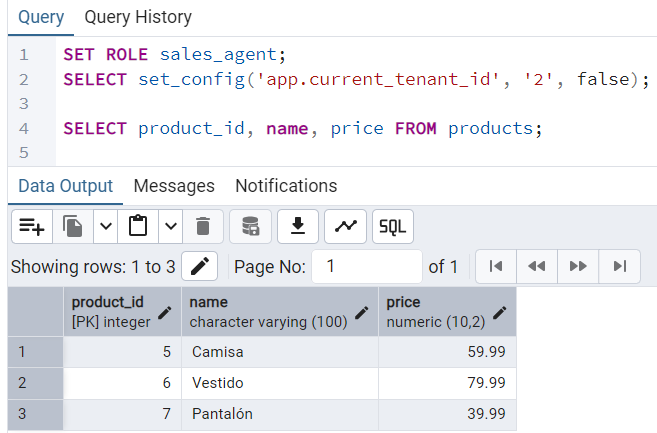 Query Query History
1 SET ROLE sales_agent;
2 SELECT set_config('app.current_tenant_id', '2', false);
3
4 SELECT product_id, name, price FROM products;
5
Data Output Messages Notifications
SQL
Showing rows: 1 to 3 Page No: 1 of 1
product_id name price
[PK] integer character varying (100) numeric (10,2)
1 5 Camisa 59.99
2 6 Vestido 79.99
3 7 Pantalón 39.99